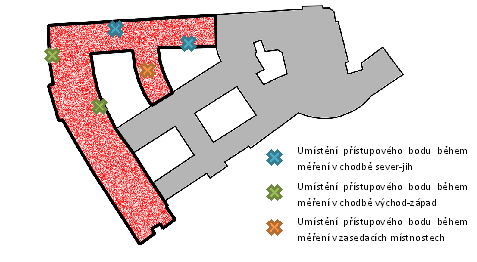 Umístění přístupového bodu během
měření v chodbě sever-jih
Umístění přístupového bodu během
měření v chodbě východ-západ
Umístění přístupového bodu během
měření v zasedacích místnostech